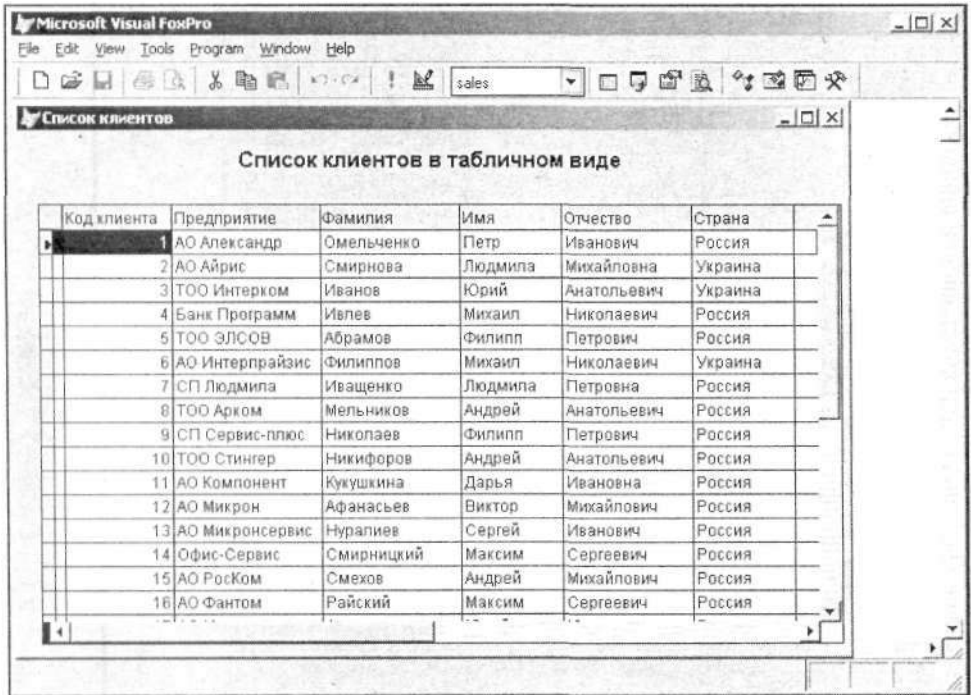 Microsoft Visual FoxPro
File Edit View Tools Program Window Help
sales
Список клиентов
Список клиентов в табличном виде
Код клиента Предприятие Фамилия Имя Отчество Страна
1 АО Александр Омельченко Петр Иванович Россия
2 АО Айрис Смирнова Людмила Михайловна Украина
3 ТОО Интерком Иванов Юрий Анатольевич Украина
4 Банк Программ Ивлев Михаил Николаевич Россия
5 ТОО ЭЛСОВ Абрамов Филипп Петрович Россия
6 АО Интерпрайзис Филиппов Михаил Николаевич Украина
7 СП Людмила Иващенко Людмила Петровна Россия
8 ТОО Арком Мельников Андрей Анатольевич Россия
9 СП Сервис-плюс Николаев Филипп Петрович Россия
10 ТОО Стингер Никифоров Андрей Анатольевич Россия
11 АО Компонент Кукушкина Дарья Ивановна Россия
12 АО Микрон Афанасьев Виктор Михайлович Россия
13 АО Микронсервис Нуралиев Сергей Иванович Россия
14 Офис-Сервис Смирницкий Максим Сергеевич Россия
15 АО РосКом Смехов Андрей Михайлович Россия
16 АО Фантом Райский Максим Сергеевич Россия